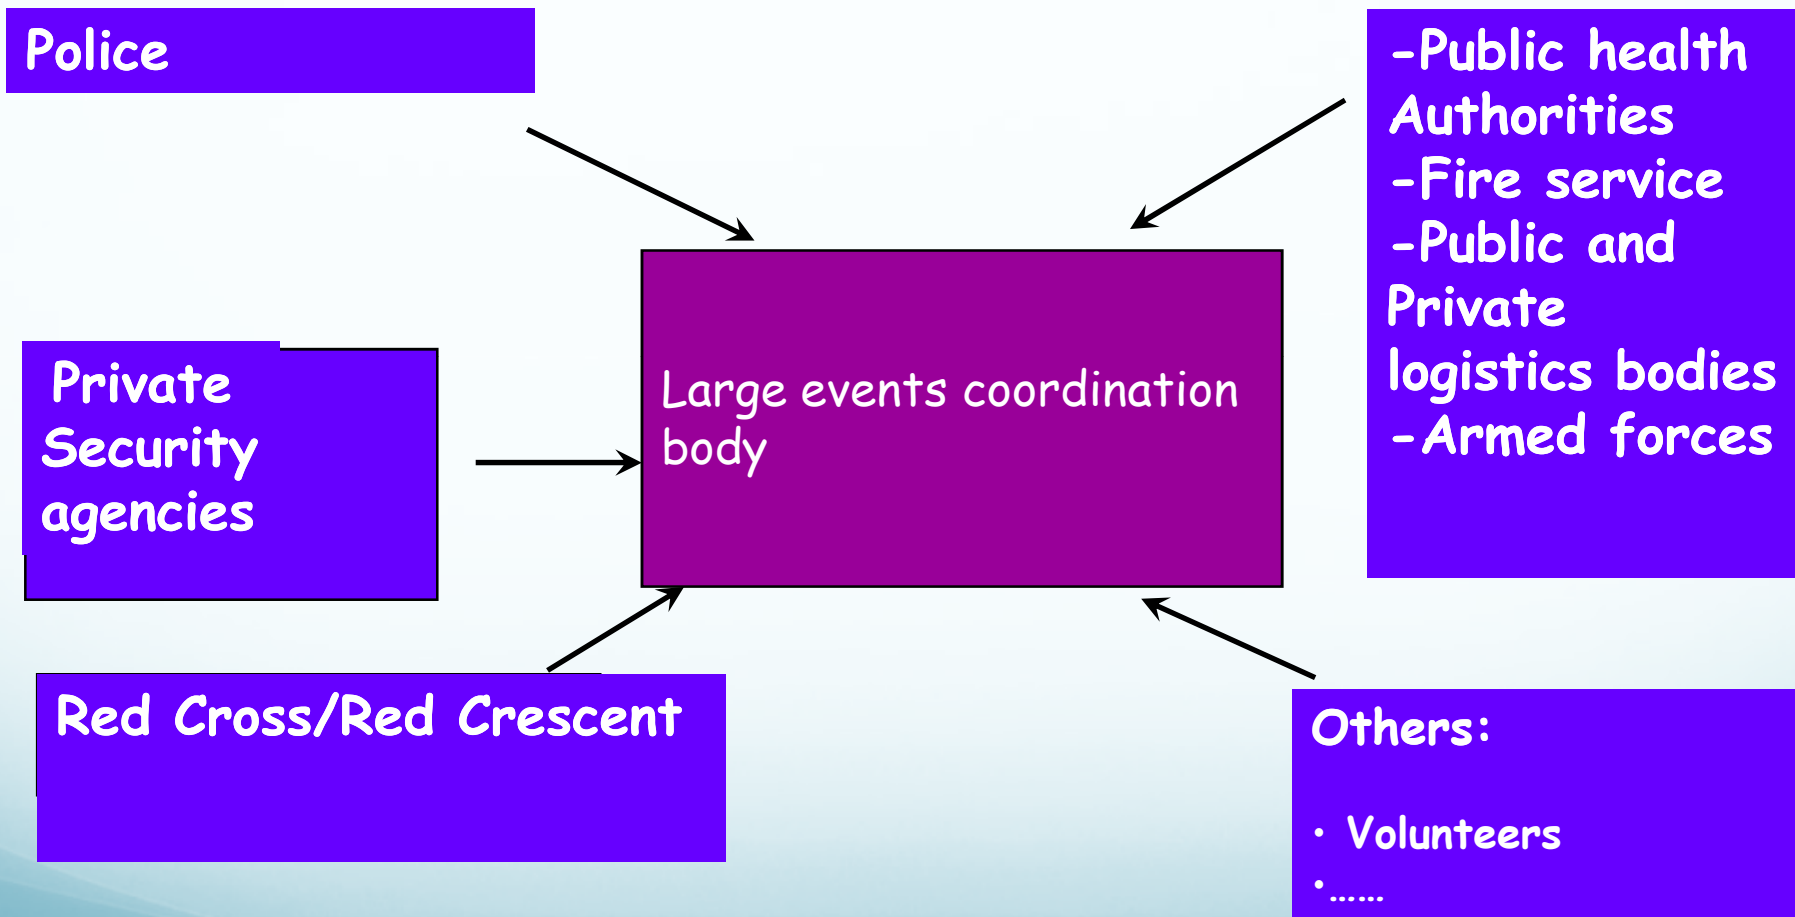 Police
-Public health
Authorities
-Fire service
-Public and
Private
logistics bodies
-Armed forces
Private
Security
agencies
Large events coordination
body
Red Cross/Red Crescent
Others:
• Volunteers
•……